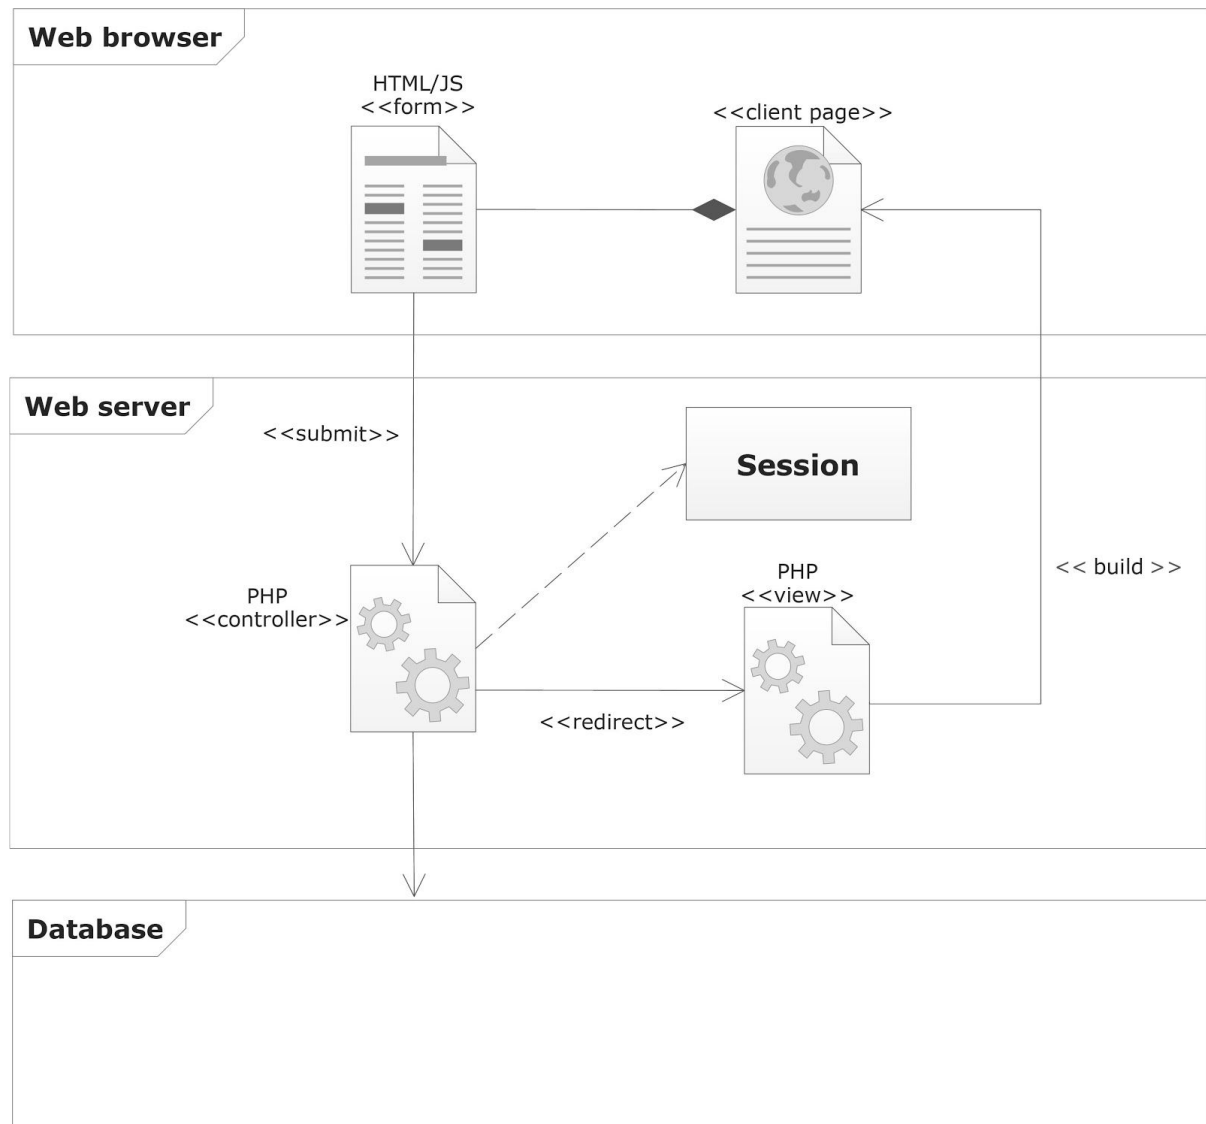 Web browser
HTML/JS
<<form>>
<<client page>>
Web server
<<submit>>
Session
PHP
<<controller>>
PHP
<<view>>
<< build >>
<<redirect>>
Database